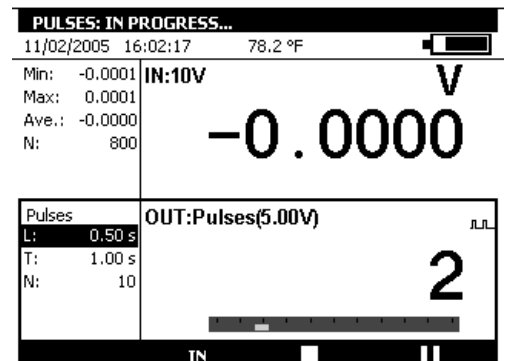 PULSES: IN PROGRESS...
11/02/2005 16:02:17 78.2 °F
Min: -0.0001
Max: 0.0001
Ave.: -0.0000
N: 800
IN:10V
V
-0.0000
Pulses
L: 0.50 s
T: 1.00 s
N: 10
OUT:Pulses(5.00V)
2
IN